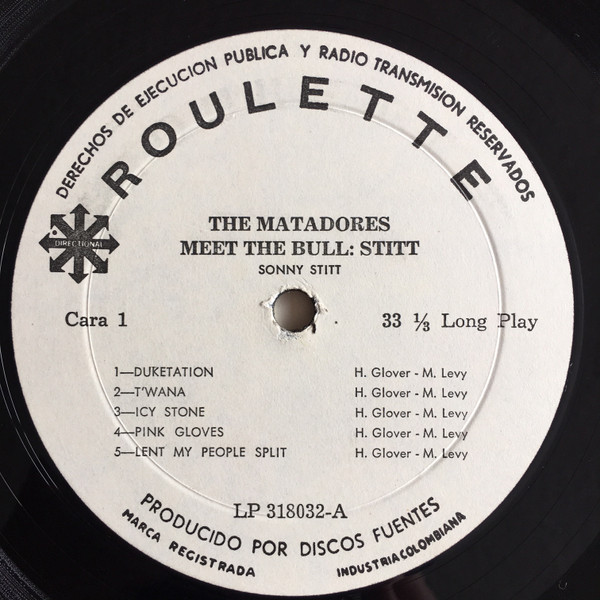 DERECHOS DE EJECUCION PUBLICA Y RADIO TRANSMISION RESERVADOS
ROULETTE
DIRECTIONAL
THE MATADORES
MEET THE BULL: STITT
SONNY STITT
Cara 1
33 ⅓ Long Play
1—DUKETATION H. Glover - M. Levy
2—T'WANA H. Glover - M. Levy
3—ICY STONE H. Glover - M. Levy
4—PINK GLOVES H. Glover - M. Levy
5—LENT MY PEOPLE SPLIT H. Glover - M. Levy
LP 318032-A
PRODUCIDO POR DISCOS FUENTES
MARCA REGISTRADA
INDUSTRIA COLOMBIANA